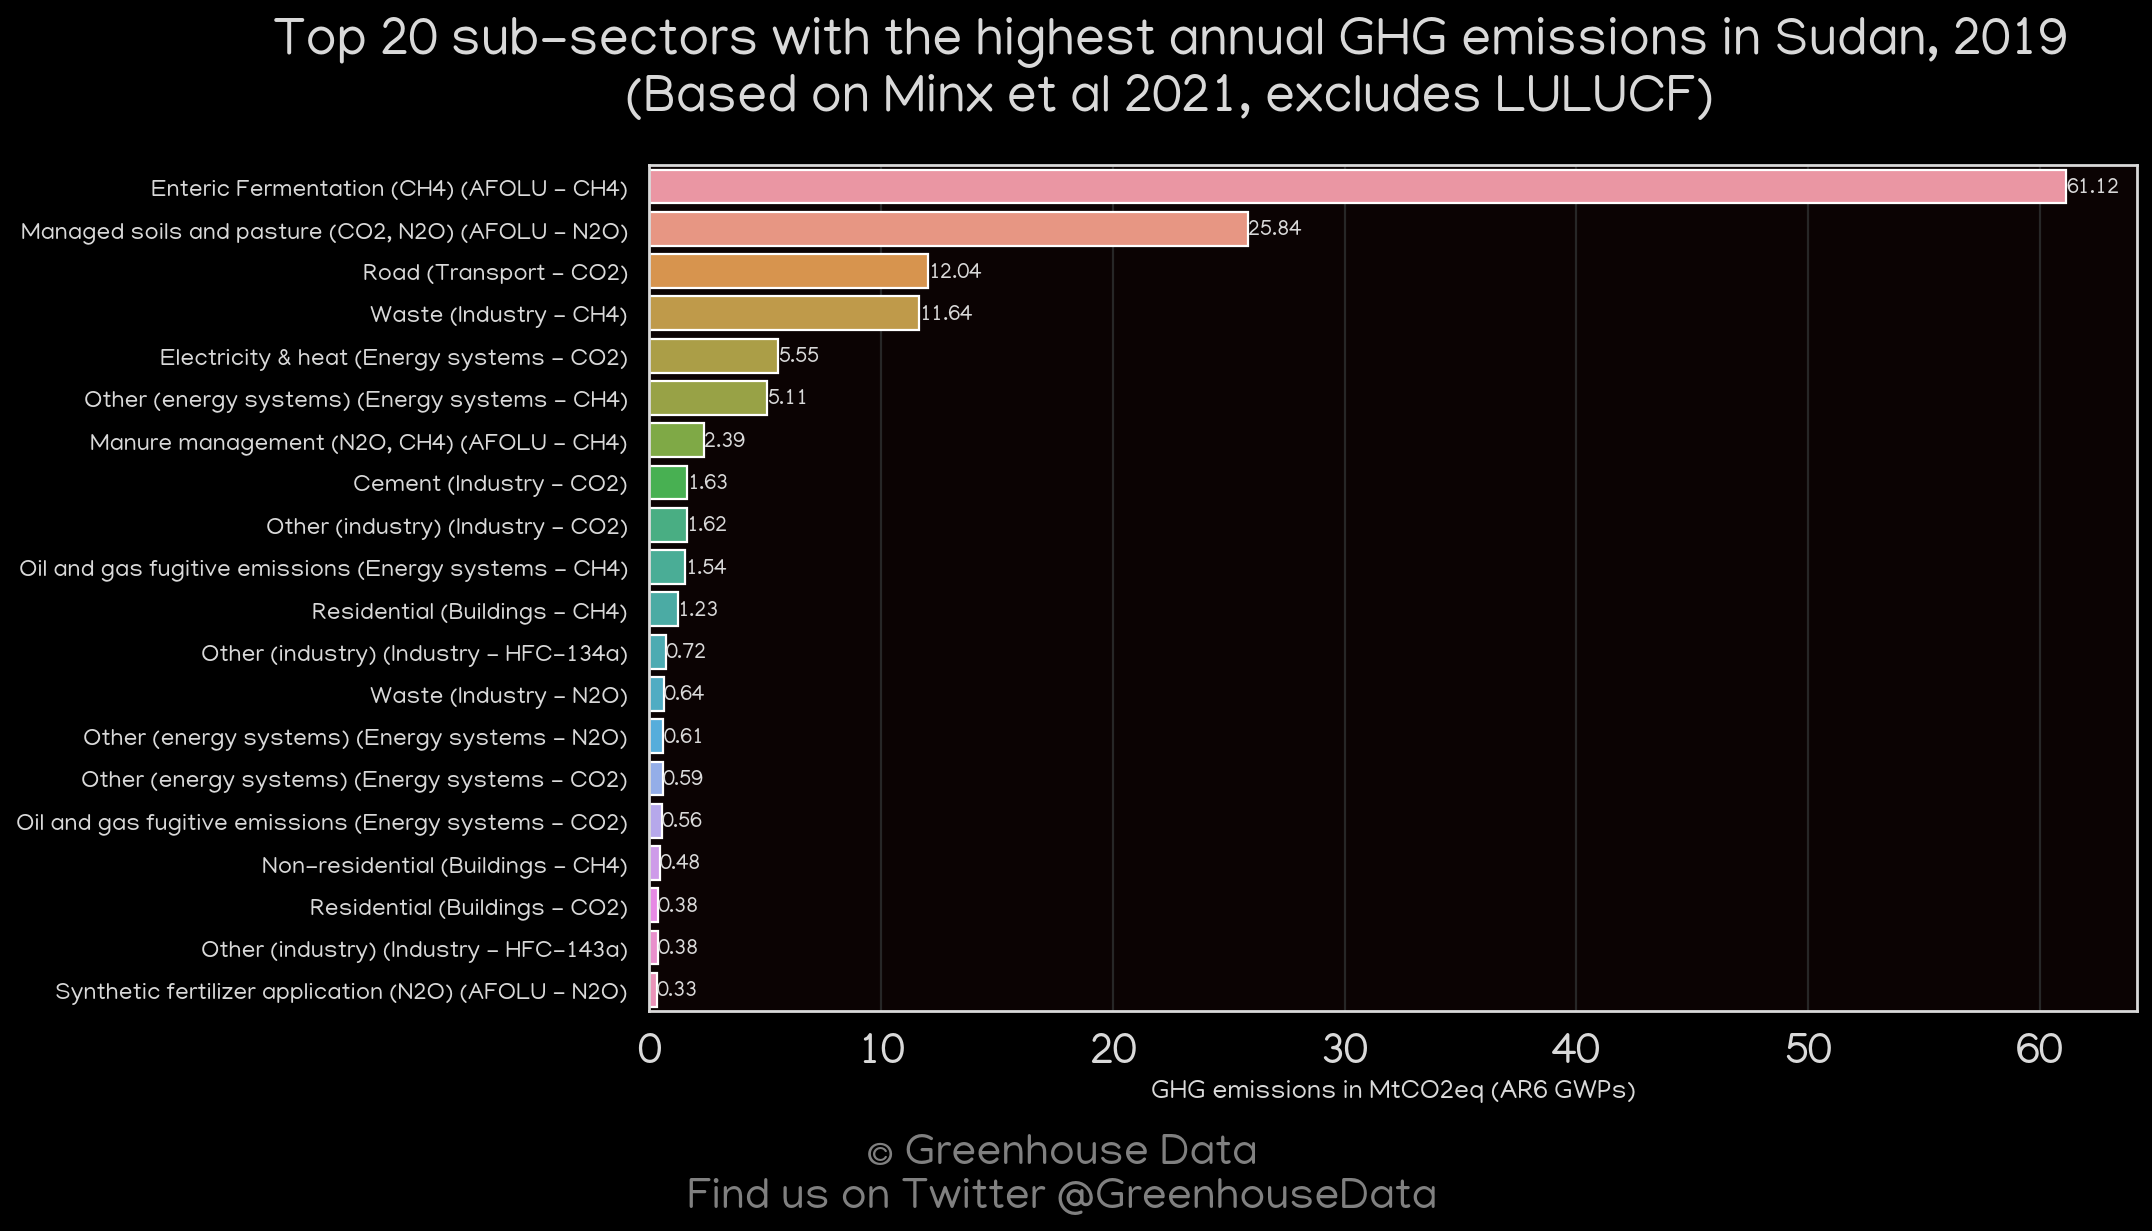 Top 20 sub-sectors with the highest annual GHG emissions in Sudan, 2019
(Based on Minx et al 2021, excludes LULUCF)
Enteric Fermentation (CH4) (AFOLU - CH4) 61.12
Managed soils and pasture (CO2, N2O) (AFOLU - N2O) 25.84
Road (Transport - CO2) 12.04
Waste (Industry - CH4) 11.64
Electricity & heat (Energy systems - CO2) 5.55
Other (energy systems) (Energy systems - CH4) 5.11
Manure management (N2O, CH4) (AFOLU - CH4) 2.39
Cement (Industry - CO2) 1.63
Other (industry) (Industry - CO2) 1.62
Oil and gas fugitive emissions (Energy systems - CH4) 1.54
Residential (Buildings - CH4) 1.23
Other (industry) (Industry - HFC-134a) 0.72
Waste (Industry - N2O) 0.64
Other (energy systems) (Energy systems - N2O) 0.61
Other (energy systems) (Energy systems - CO2) 0.59
Oil and gas fugitive emissions (Energy systems - CO2) 0.56
Non-residential (Buildings - CH4) 0.48
Residential (Buildings - CO2) 0.38
Other (industry) (Industry - HFC-143a) 0.38
Synthetic fertilizer application (N2O) (AFOLU - N2O) 0.33
0 10 20 30 40 50 60
GHG emissions in MtCO2eq (AR6 GWPs)
© Greenhouse Data
Find us on Twitter @GreenhouseData